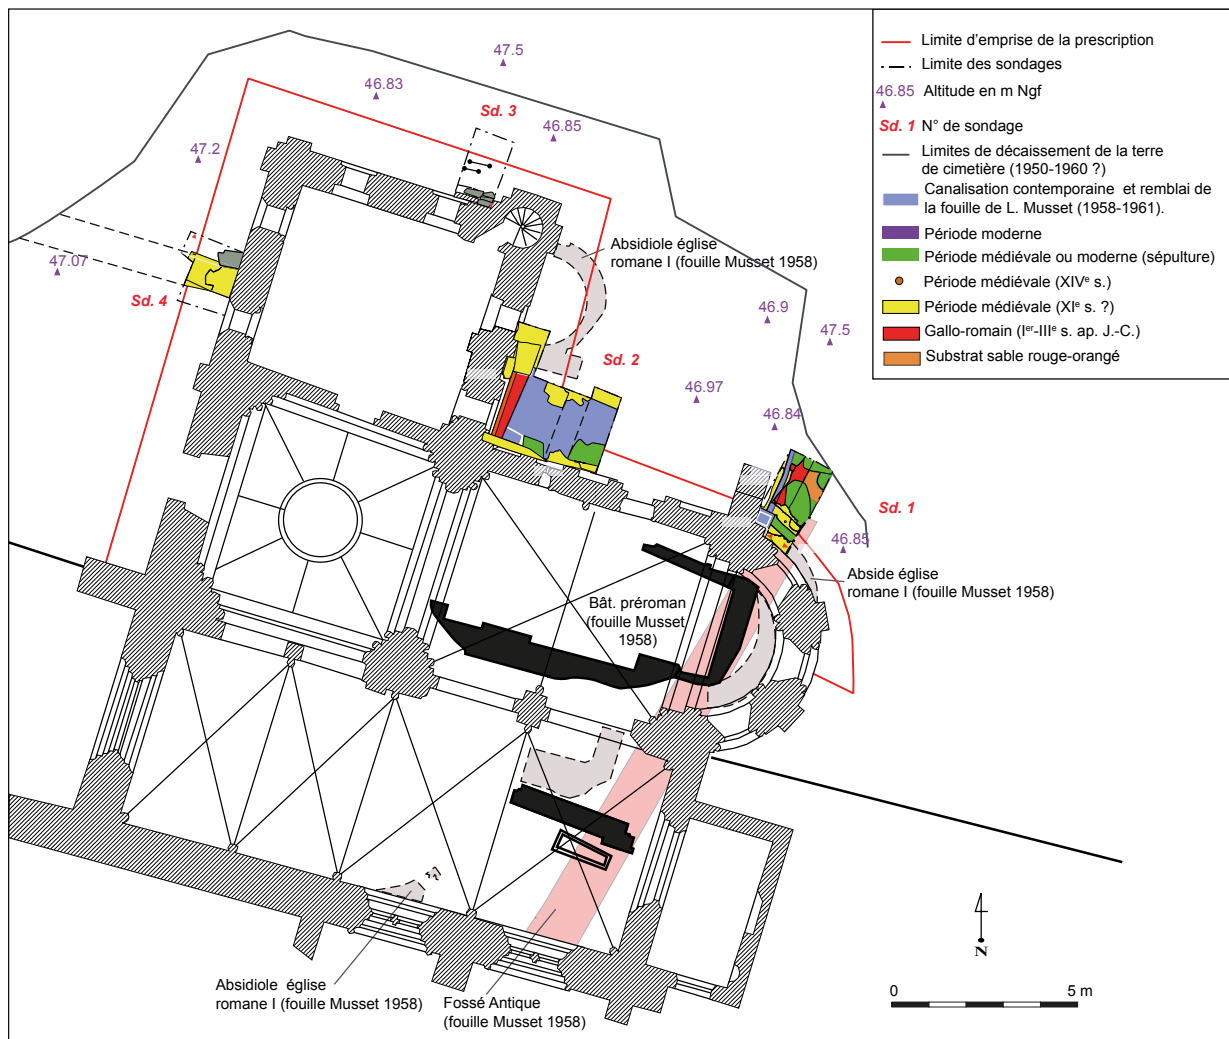 47.5
46.83
Sd. 3
46.85
47.2
Absidiole église
romane I (fouille Musset 1958)
47.07
Sd. 4
46.9
47.5
Sd. 2
46.97
46.84
Sd. 1
46.85
Abside église
romane I (fouille Musset 1958)
Bât. préroman
(fouille Musset
1958)
Absidiole église
romane I (fouille Musset 1958)
Fossé Antique
(fouille Musset 1958)
Limite d'emprise de la prescription
Limite des sondages
46.85 Altitude en m Ngf
Sd. 1 N° de sondage
Limites de décaissement de la terre
de cimetière (1950-1960 ?)
Canalisation contemporaine et remblai de
la fouille de L. Musset (1958-1961).
Période moderne
Période médiévale ou moderne (sépulture)
Période médiévale (XIVe s.)
Période médiévale (XIe s. ?)
Gallo-romain (Ier-IIIe s. ap. J.-C.)
Substrat sable rouge-orangé
N
0 5 m